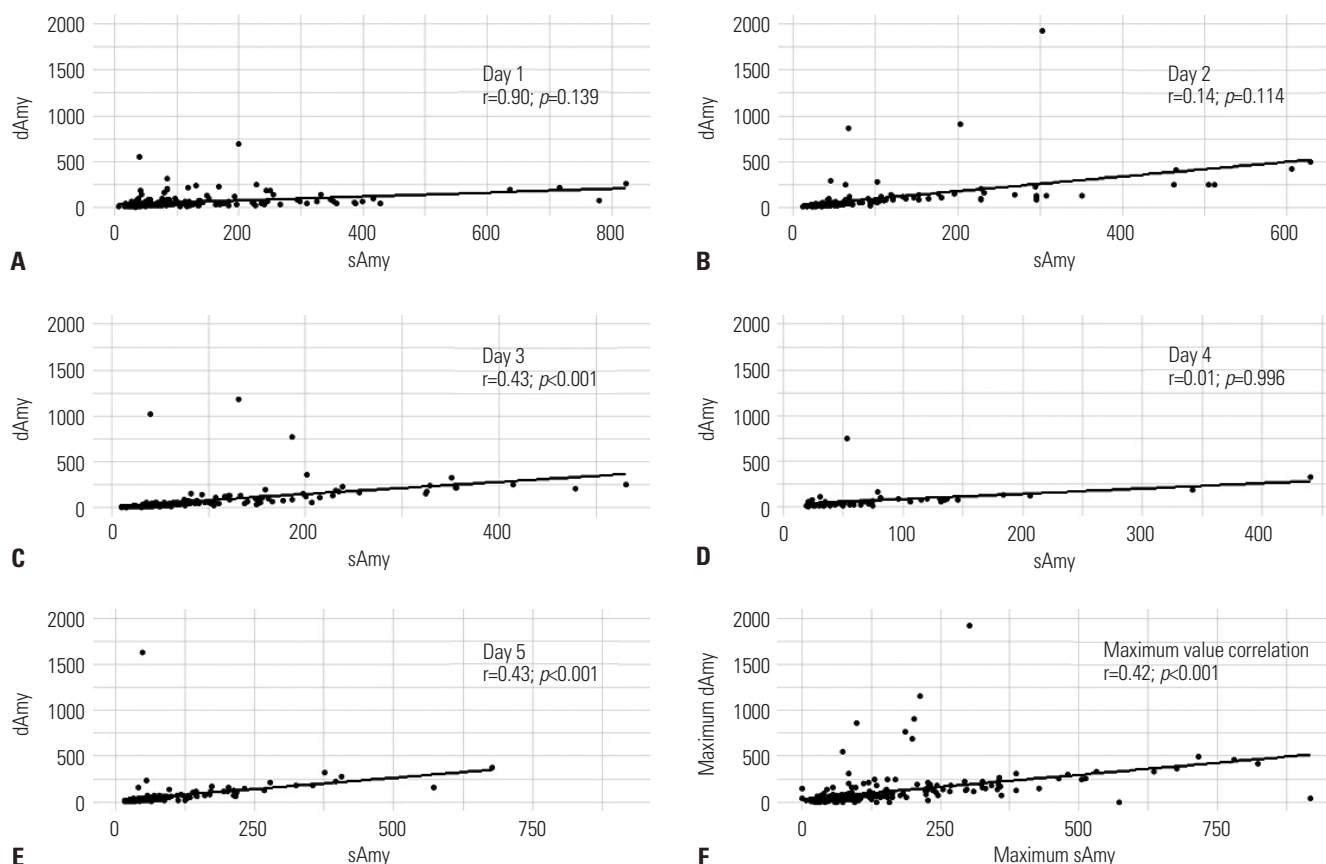 2000
1500
1000
500
0
dAmy
Day 1
r=0.90; p=0.139
0 200 400 600 800
sAmy
A
2000
1500
1000
500
0
dAmy
Day 2
r=0.14; p=0.114
0 200 400 600
sAmy
B
2000
1500
1000
500
0
dAmy
Day 3
r=0.43; p<0.001
0 200 400
sAmy
C
2000
1500
1000
500
0
dAmy
Day 4
r=0.01; p=0.996
0 100 200 300 400
sAmy
D
2000
1500
1000
500
0
dAmy
Day 5
r=0.43; p<0.001
0 250 500 750
sAmy
E
2000
1500
1000
500
0
Maximum dAmy
Maximum value correlation
r=0.42; p<0.001
0 250 500 750
Maximum sAmy
F